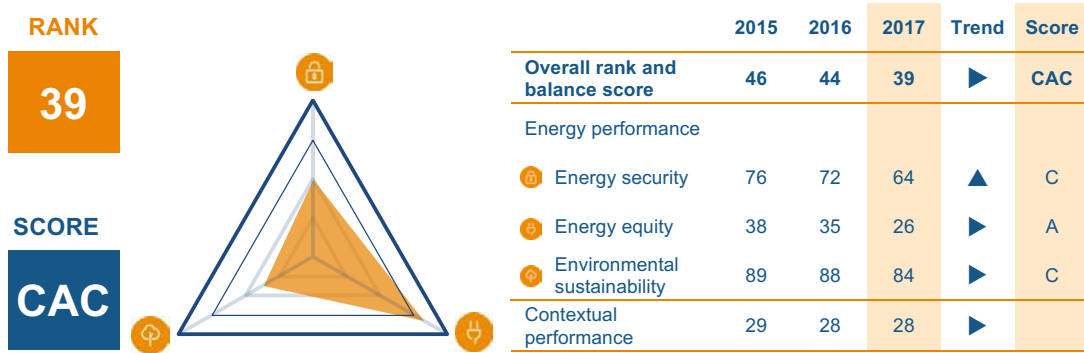 RANK
39
SCORE
CAC
2015 2016 2017 Trend Score
Overall rank and
balance score 46 44 39 CAC
Energy performance
Energy security 76 72 64 C
Energy equity 38 35 26 A
Environmental
sustainability 89 88 84 C
Contextual
performance 29 28 28